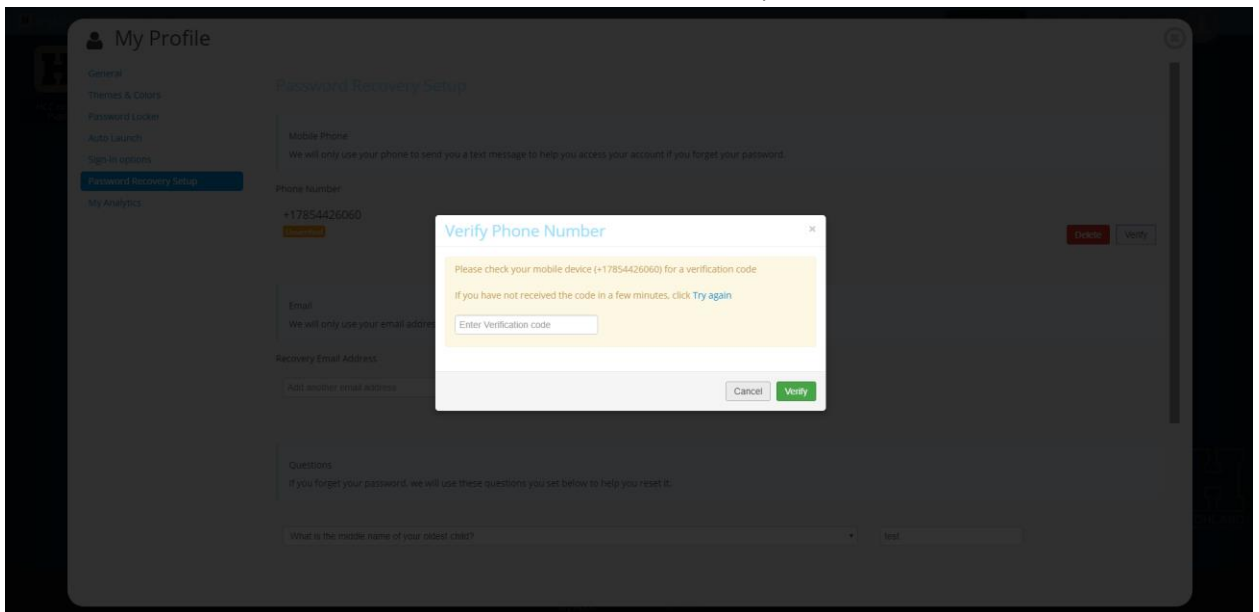 My Profile
General
Themes & Colors
Password Locker
Auto Launch
Sign In options
Password Recovery Setup
My Analytics
Password Recovery Setup
Mobile Phone
We will only use your phone to send you a text message to help you access your account if you forget your password.
Phone Number
+17854426060
Unverified
Delete
Verify
Verify Phone Number
×
Please check your mobile device (+17854426060) for a verification code
If you have not received the code in a few minutes, click Try again
Enter Verification code
Cancel
Verify
Email
We will only use your email addres
Recovery Email Address
Add another email address
Questions
If you forget your password, we will use these questions you set below to help you reset it.
What is the middle name of your oldest child?
test